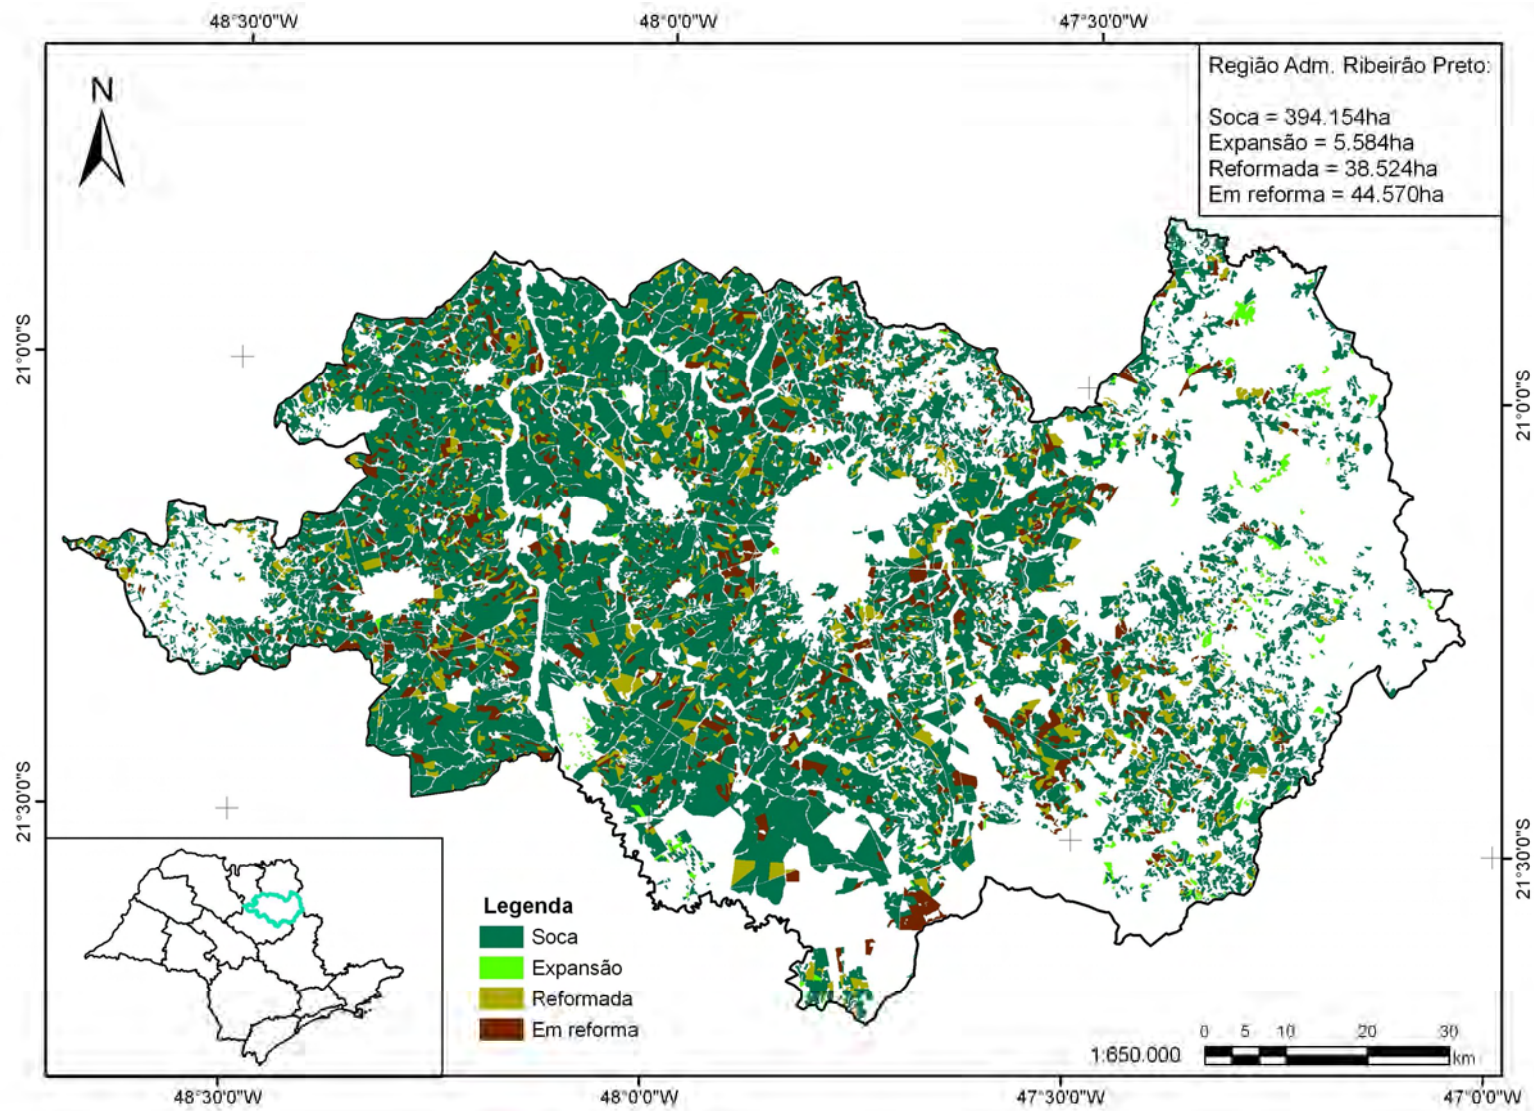 48°30'0"W 48°0'0"W 47°30'0"W
Região Adm. Ribeirão Preto:
Soca = 394.154ha
Expansão = 5.584ha
Reformada = 38.524ha
Em reforma = 44.570ha
N
21°0'0"S
21°0'0"S
21°30'0"S
21°30'0"S
Legenda
Soca
Expansão
Reformada
Em reforma
0 5 10 20 30
1:650.000
km
48°30'0"W 48°0'0"W 47°30'0"W 47°0'0"W